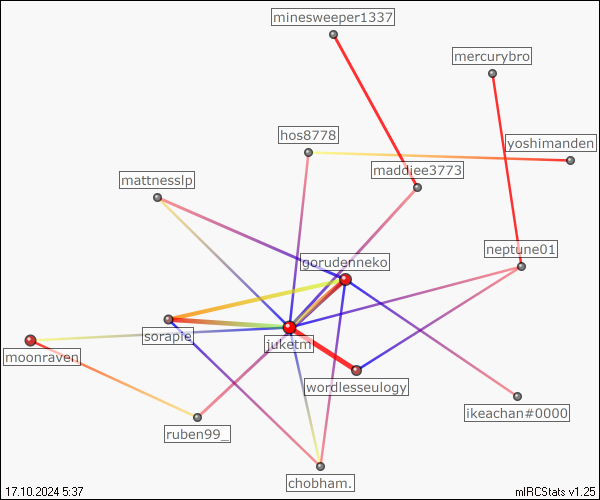 minesweeper1337
mercurybro
hos8778
yoshimanden
maddiee3773
mattnesslp
neptune01
gorudenneko
sorapie
juketm
moonraven
wordlesseulogy
ikeachan#0000
ruben99_
chobham.
17.10.2024 5:37
mIRCStats v1.25